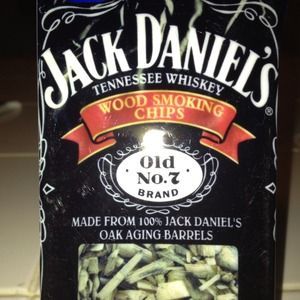 JACK DANIEL'S
TENNESSEE WHISKEY
WOOD SMOKING
CHIPS
®
Old
No.7
BRAND
MADE FROM 100% JACK DANIEL'S
OAK AGING BARRELS